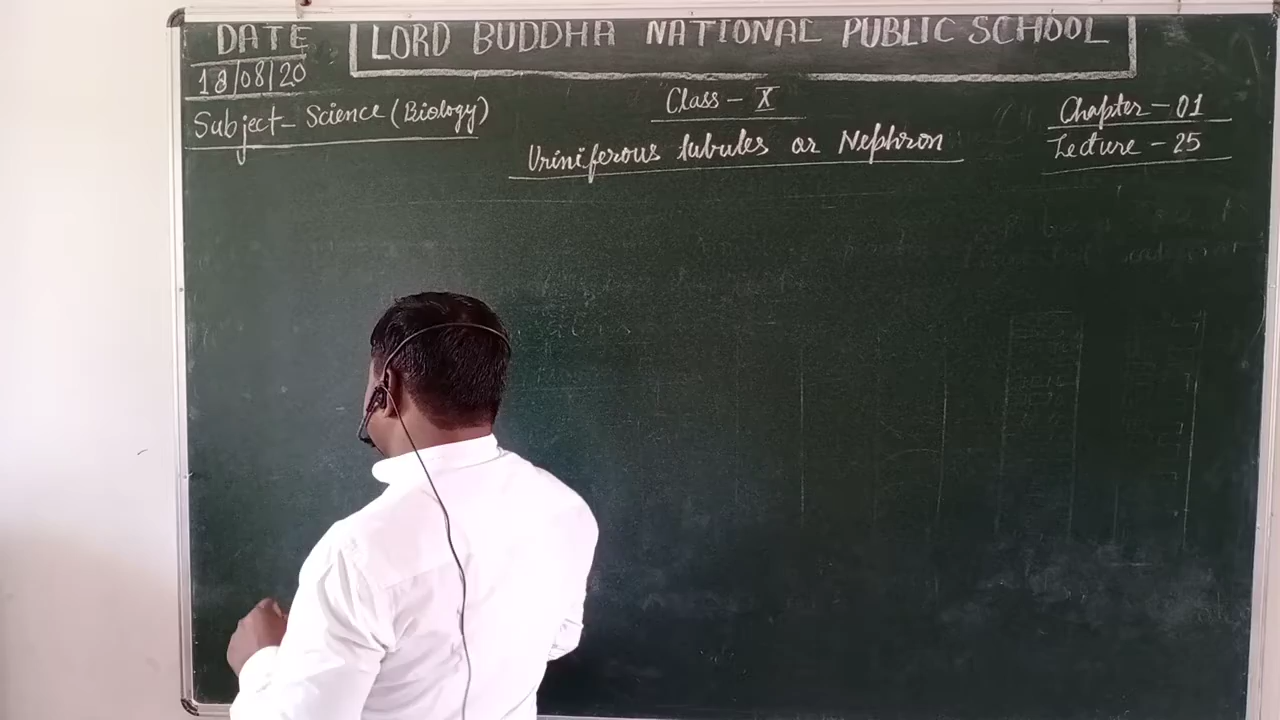 DATE
18/08/20
LORD BUDDHA NATIONAL PUBLIC SCHOOL
Subject- Science (Biology)
Class - X
Chapter - 01
Lecture - 25
Uriniferous tubules or Nephron